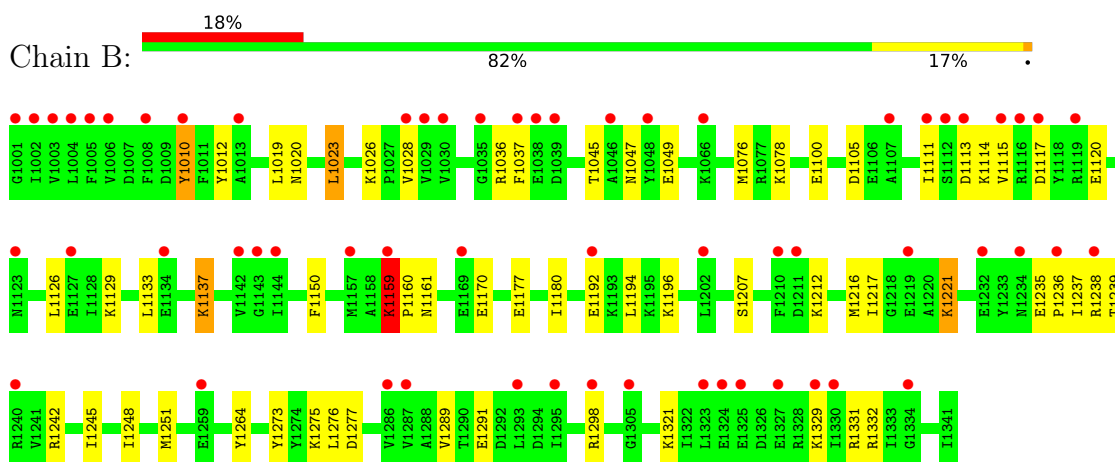 18%
Chain B:
82% 17% •
G1001 I1002 V1003 L1004 F1005 V1006 D1007 F1008 D1009 Y1010 F1011 Y1012 A1013 L1019 N1020 L1023 K1026 P1027 V1028 V1029 V1030 G1035 R1036 F1037 E1038 D1039 T1045 A1046 N1047 Y1048 E1049 K1066 M1076 R1077 K1078 E1100 D1105 E1106 A1107 I1111 S1112 D1113 K1114 V1115 R1116 D1117 Y1118 R1119 E1120
N1123 L1126 E1127 I1128 K1129 L1133 E1134 K1137 V1142 G1143 I1144 F1150 M1157 A1158 K1159 P1160 N1161 E1169 E1170 E1177 I1180 E1192 K1193 L1194 K1195 K1196 L1202 S1207 F1210 D1211 K1212 M1216 I1217 G1218 E1219 A1220 K1221 E1232 Y1233 N1234 E1235 P1236 I1237 R1238 T1239
R1240 V1241 R1242 I1245 I1248 M1251 E1259 Y1264 Y1273 Y1274 K1275 L1276 D1277 V1286 V1287 A1288 V1289 T1290 E1291 D1292 L1293 D1294 I1295 R1298 G1305 K1321 I1322 L1323 E1324 E1325 D1326 E1327 R1328 K1329 I1330 R1331 R1332 I1333 G1334 I1341